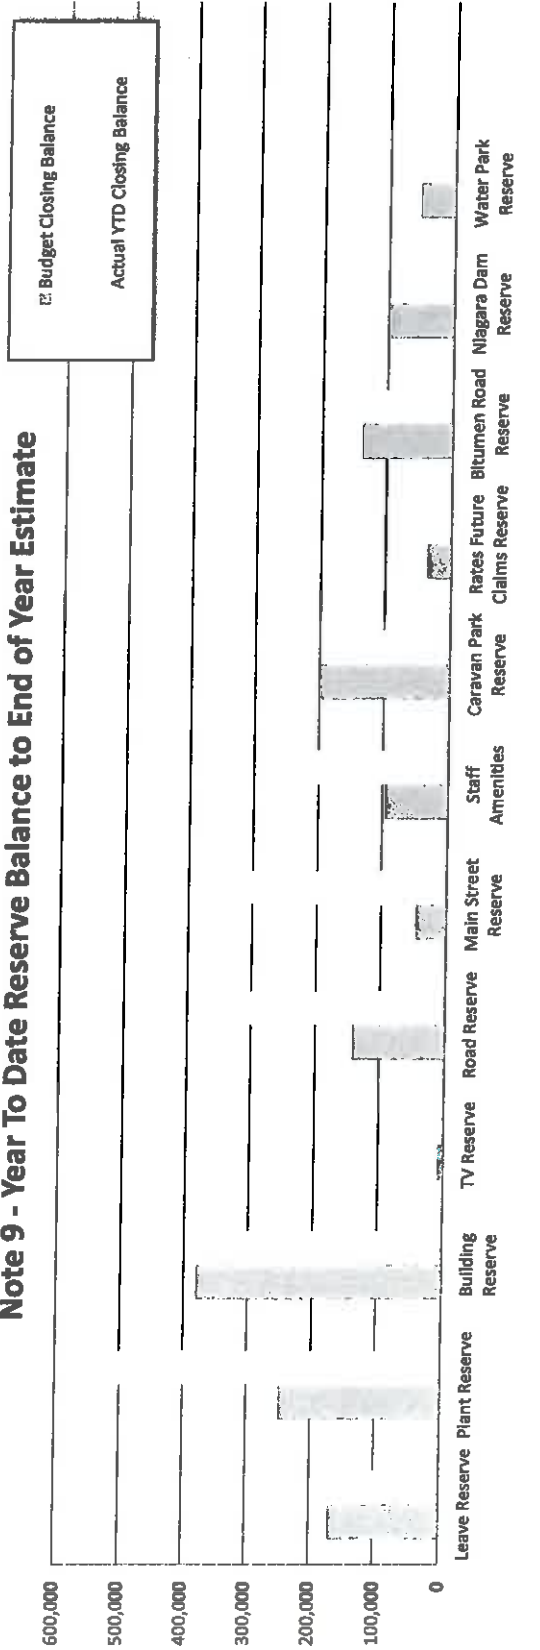 Note 9 - Year To Date Reserve Balance to End of Year Estimate
Budget Closing Balance
Actual YTD Closing Balance
600,000
500,000
400,000
300,000
200,000
100,000
0
Leave Reserve
Plant Reserve
Building
Reserve
TV Reserve
Road Reserve
Main Street
Reserve
Staff
Amenities
Caravan Park
Reserve
Rates Future
Claims Reserve
Bitumen Road
Reserve
Niagara Dam
Reserve
Water Park
Reserve